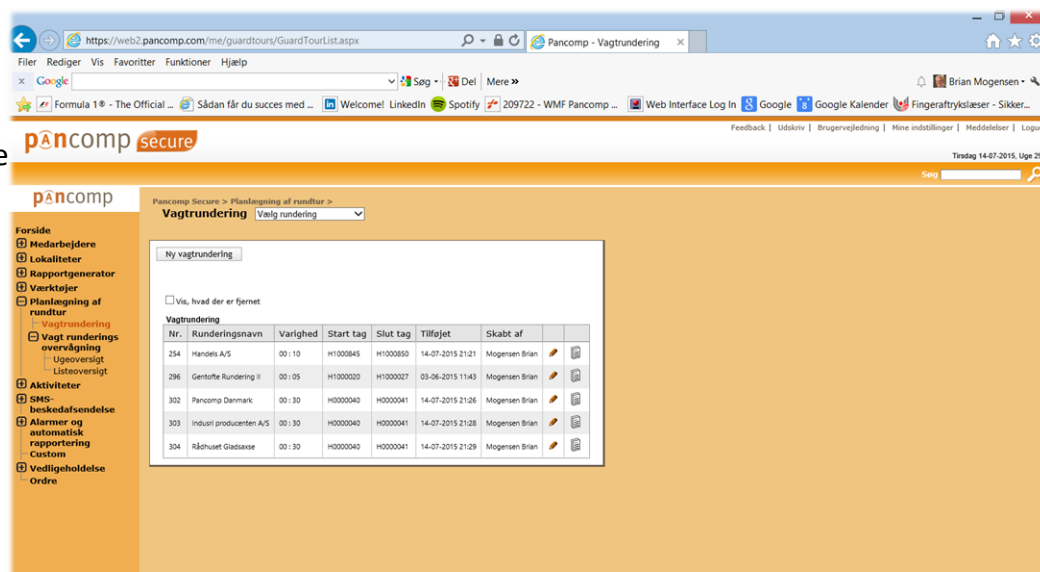 https://web2.pancomp.com/me/guardtours/GuardTourList.aspx
Pancomp - Vagtrundering
Filer Rediger Vis Favoritter Funktioner Hjælp
x Google Søg Del Mere » Brian Mogensen
Formula 1® - The Official ... Sådan får du succes med ... Welcome! LinkedIn Spotify 209722 - WMF Pancomp ... Web Interface Log In Google Google Kalender Fingeraftrykslæser - Sikker...
Feedback | Udskriv | Brugervejledning | Mine indstillinger | Meddelelser | Logu
pancomp secure
e
Tirsdag 14-07-2015, Uge 29
Søg
pancomp
Pancomp Secure > Planlægning af rundtur >
Vagtrundering Vælg rundering
Forside
Medarbejdere
Lokaliteter
Rapportgenerator
Værktøjer
Planlægning af
rundtur
Vagtrundering
Vagt runderings
overvågning
Ugeoversigt
Listeoversigt
Aktiviteter
SMS-
beskedafsendelse
Alarmer og
automatisk
rapportering
Custom
Vedligeholdelse
Ordre
Ny vagtrundering
Vis, hvad der er fjernet
Vagtrundering
Nr. Runderingsnavn Varighed Start tag Slut tag Tilføjet Skabt af
254 Handels A/S 00:10 H1000845 H1000850 14-07-2015 21:21 Mogensen Brian
296 Gentofte Rundering II 00:05 H1000020 H1000027 03-06-2015 11:43 Mogensen Brian
302 Pancomp Danmark 00:30 H0000040 H0000041 14-07-2015 21:26 Mogensen Brian
303 Indusri producenten A/S 00:30 H0000040 H0000041 14-07-2015 21:28 Mogensen Brian
304 Rådhuset Gladsaxse 00:30 H0000040 H0000041 14-07-2015 21:29 Mogensen Brian